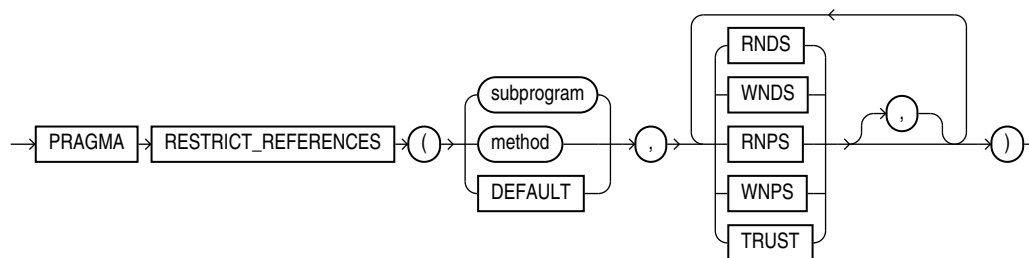 PRAGMA RESTRICT_REFERENCES ( subprogram method DEFAULT , RNDS WNDS RNPS WNPS TRUST , )